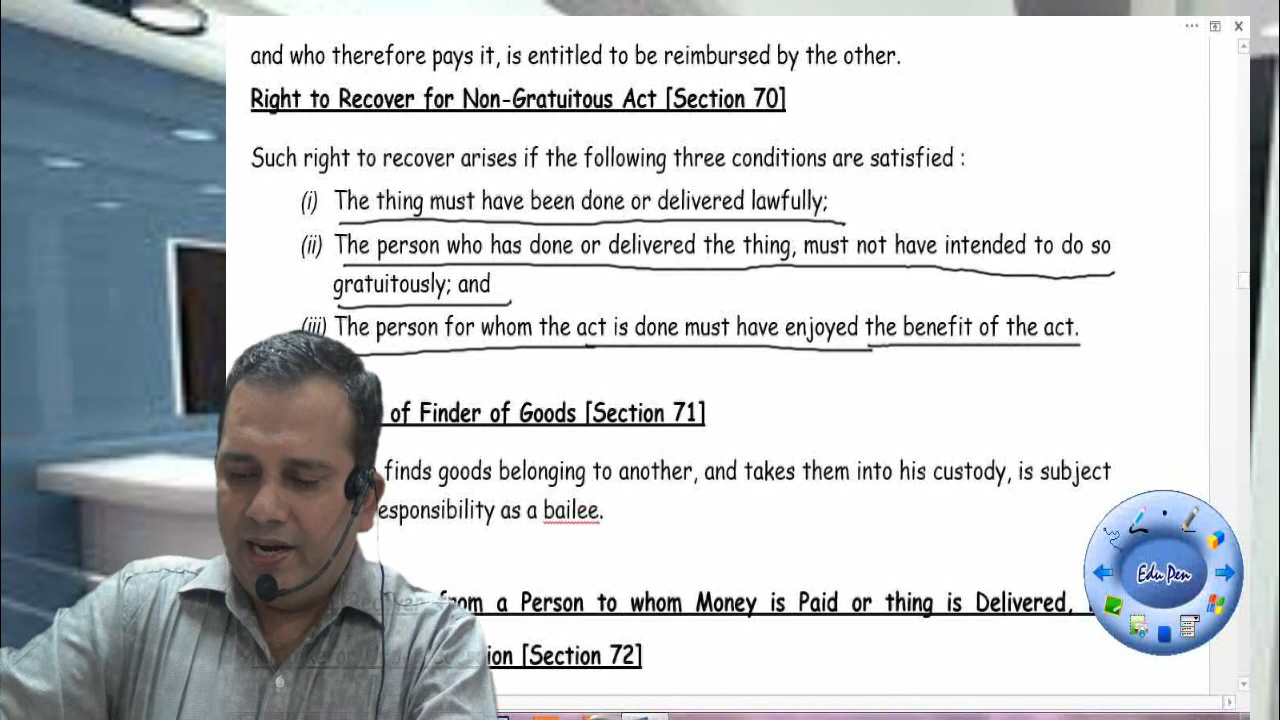 and who therefore pays it, is entitled to be reimbursed by the other.
Right to Recover for Non-Gratuitous Act [Section 70]
Such right to recover arises if the following three conditions are satisfied :
(i) The thing must have been done or delivered lawfully;
(ii) The person who has done or delivered the thing, must not have intended to do so
gratuitously; and
(iii) The person for whom the act is done must have enjoyed the benefit of the act.
of Finder of Goods [Section 71]
finds goods belonging to another, and takes them into his custody, is subject
esponsibility as a bailee.
from a Person to whom Money is Paid or thing is Delivered,
ion [Section 72]
Edu Pen